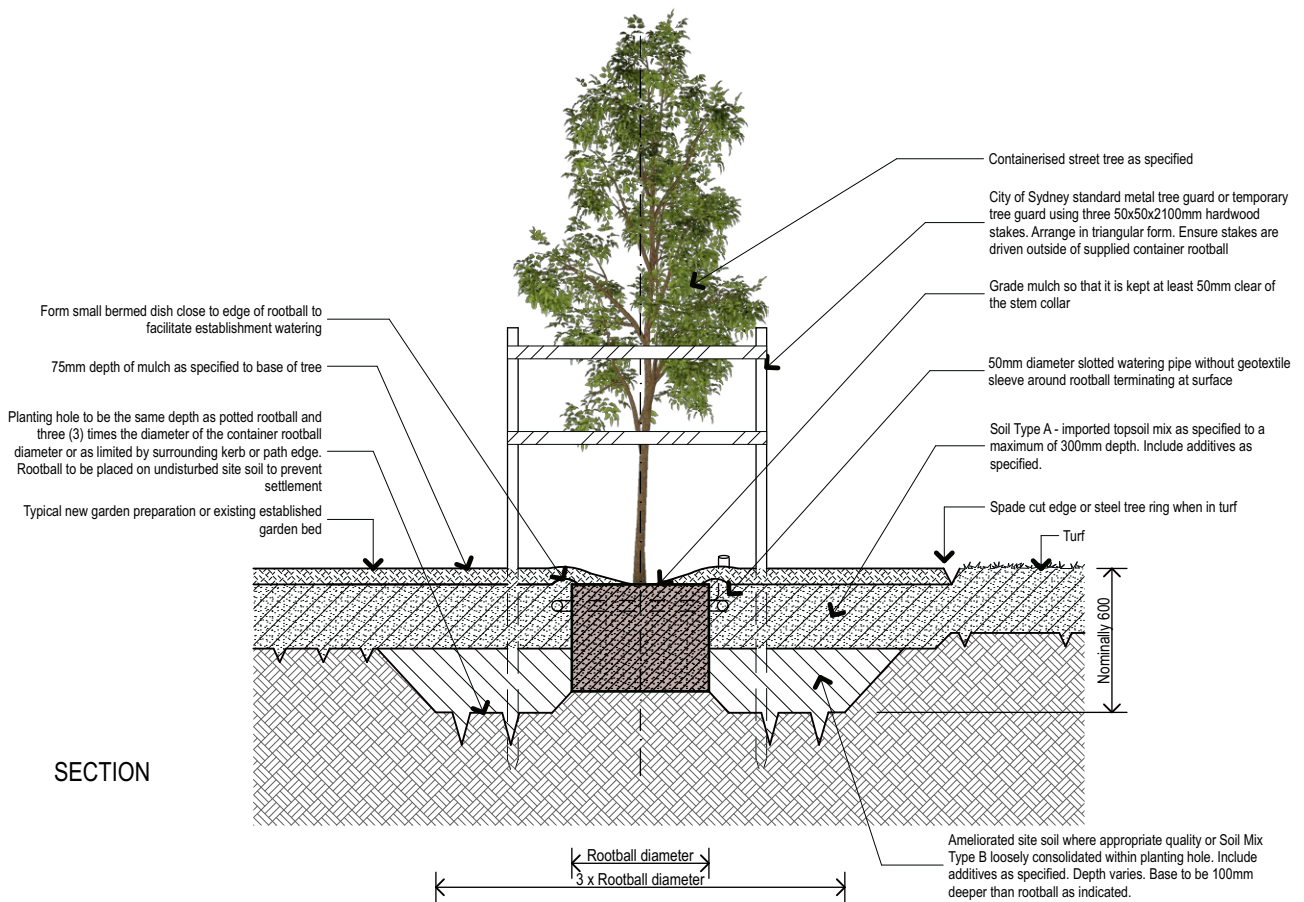 Containerised street tree as specified
City of Sydney standard metal tree guard or temporary
tree guard using three 50x50x2100mm hardwood
stakes. Arrange in triangular form. Ensure stakes are
driven outside of supplied container rootball
Grade mulch so that it is kept at least 50mm clear of
the stem collar
Form small bermed dish close to edge of rootball to
facilitate establishment watering
75mm depth of mulch as specified to base of tree
50mm diameter slotted watering pipe without geotextile
sleeve around rootball terminating at surface
Planting hole to be the same depth as potted rootball and
three (3) times the diameter of the container rootball
diameter or as limited by surrounding kerb or path edge.
Rootball to be placed on undisturbed site soil to prevent
settlement
Soil Type A - imported topsoil mix as specified to a
maximum of 300mm depth. Include additives as
specified.
Typical new garden preparation or existing established
garden bed
Spade cut edge or steel tree ring when in turf
Turf
Nominally 600
SECTION
Ameliorated site soil where appropriate quality or Soil Mix
Type B loosely consolidated within planting hole. Include
additives as specified. Depth varies. Base to be 100mm
deeper than rootball as indicated.
Rootball diameter
3 x Rootball diameter